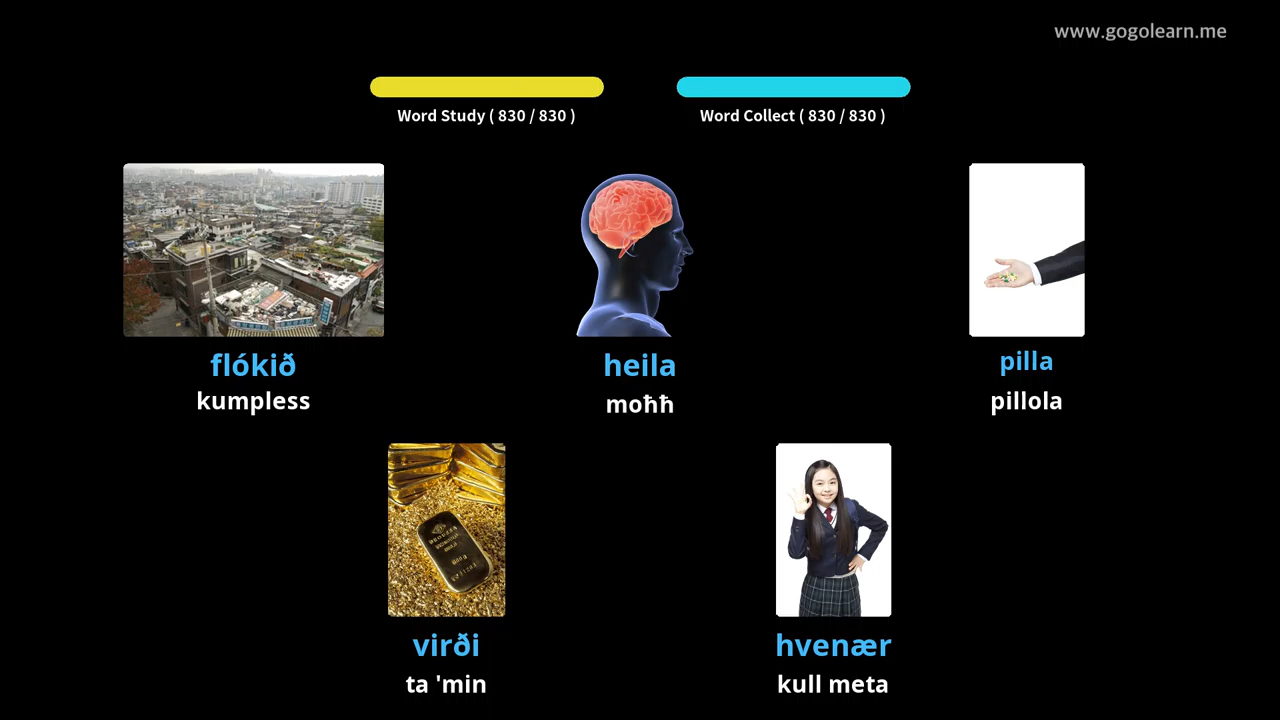 www.gogolearn.me
Word Study ( 830 / 830 )
Word Collect ( 830 / 830 )
flókið
kumpless
heila
moħħ
pilla
pillola
virði
ta 'min
hvenær
kull meta